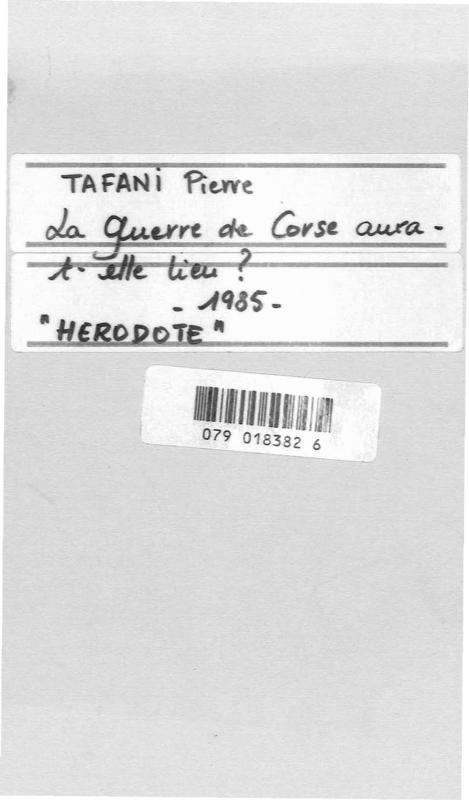 TAFANi Pierre
La guerre de Corse aura-
t-elle lieu ?
- 1985 -
"HERODOTE"
079 018382 6